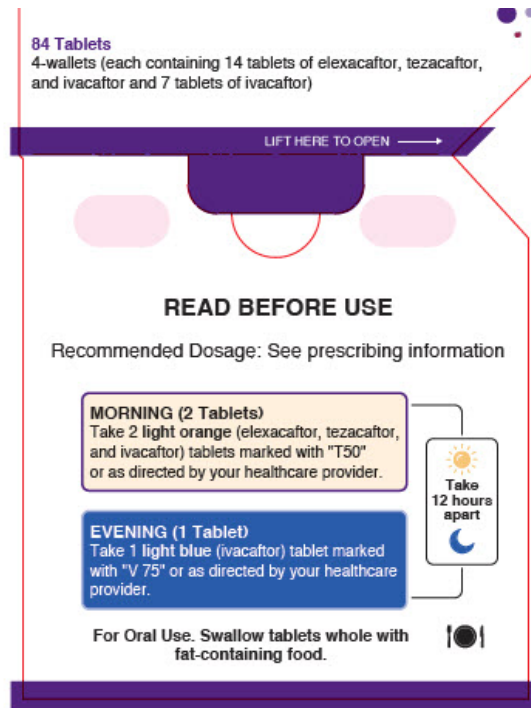 84 Tablets
4-wallets (each containing 14 tablets of elexacaftor, tezacaftor,
and ivacaftor and 7 tablets of ivacaftor)
LIFT HERE TO OPEN
READ BEFORE USE
Recommended Dosage: See prescribing information
MORNING (2 Tablets)
Take 2 light orange (elexacaftor, tezacaftor,
and ivacaftor) tablets marked with "T50"
or as directed by your healthcare provider.
Take
12 hours
apart
EVENING (1 Tablet)
Take 1 light blue (ivacaftor) tablet marked
with "V 75" or as directed by your healthcare
provider.
For Oral Use. Swallow tablets whole with
fat-containing food.